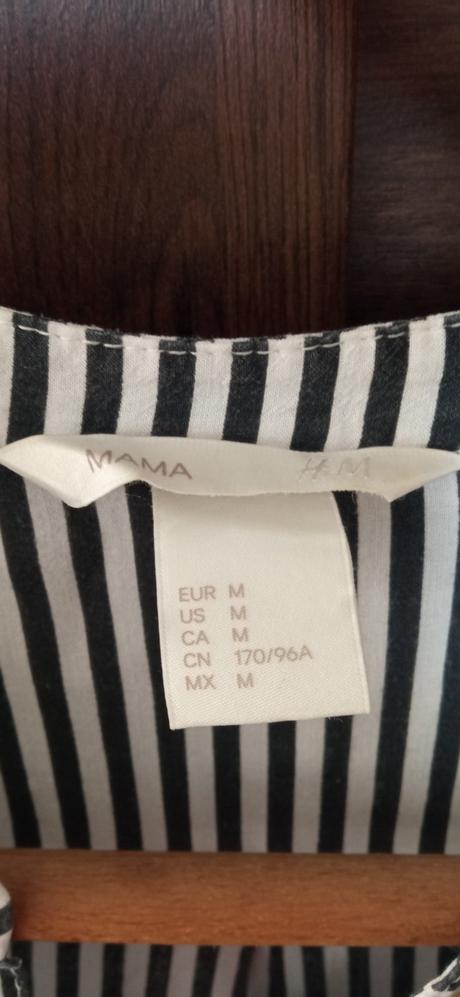 MAMA H&M
EUR M
US M
CA M
CN 170/96A
MX M